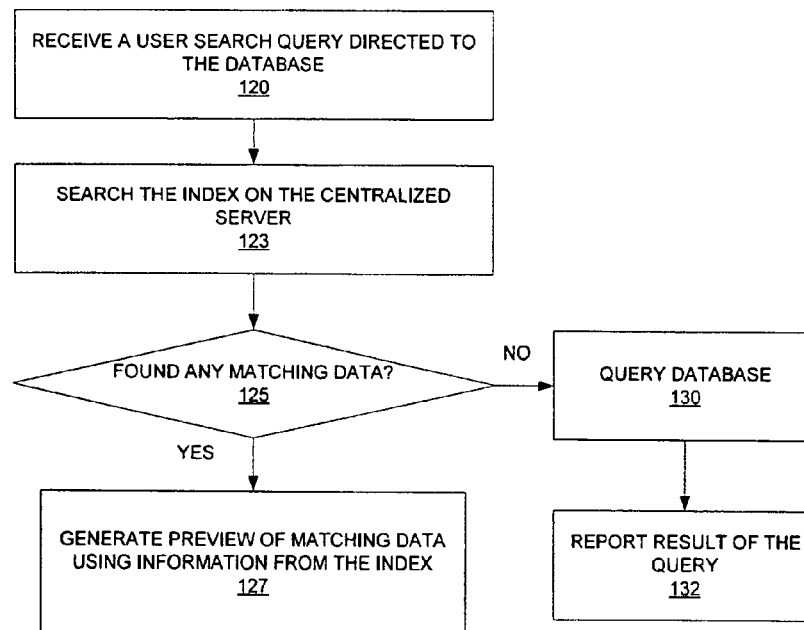 RECEIVE A USER SEARCH QUERY DIRECTED TO
THE DATABASE
120
SEARCH THE INDEX ON THE CENTRALIZED
SERVER
123
FOUND ANY MATCHING DATA?
125
NO
QUERY DATABASE
130
YES
GENERATE PREVIEW OF MATCHING DATA
USING INFORMATION FROM THE INDEX
127
REPORT RESULT OF THE
QUERY
132